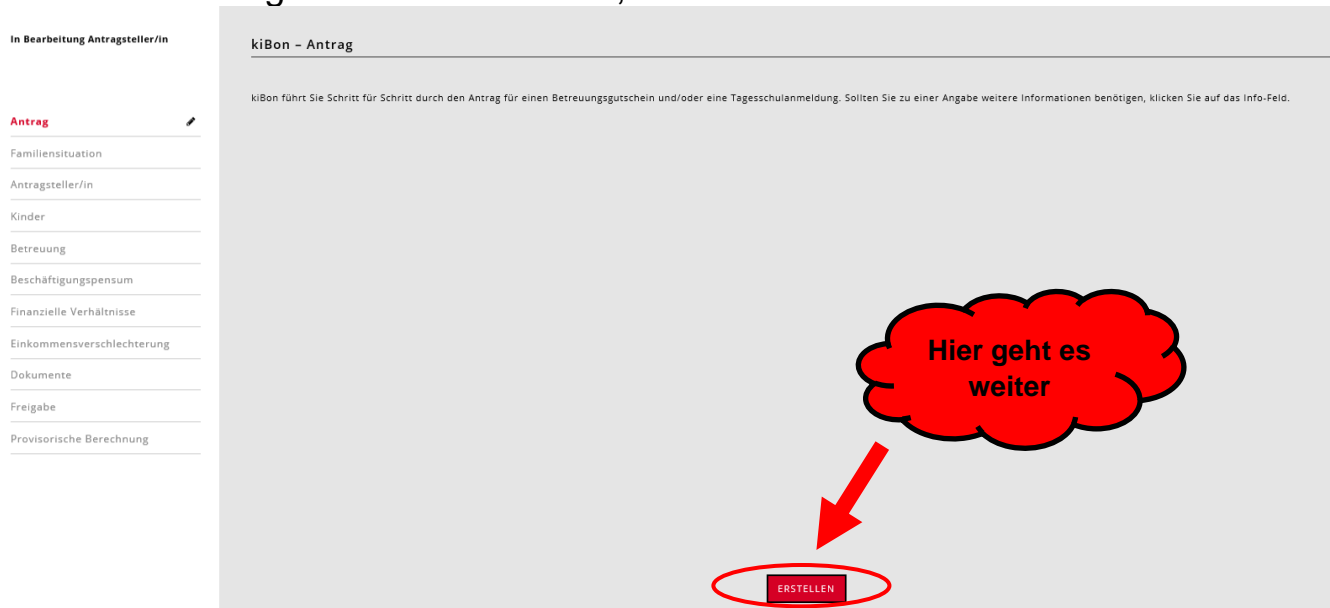 In Bearbeitung Antragsteller/in
kiBon – Antrag
kiBon führt Sie Schritt für Schritt durch den Antrag für einen Betreuungsgutschein und/oder eine Tagesschulanmeldung. Sollten Sie zu einer Angabe weitere Informationen benötigen, klicken Sie auf das Info-Feld.
Antrag
Familiensituation
Antragsteller/in
Kinder
Betreuung
Beschäftigungspensum
Finanzielle Verhältnisse
Einkommensverschlechterung
Dokumente
Freigabe
Provisorische Berechnung
Hier geht es
weiter
ERSTELLEN